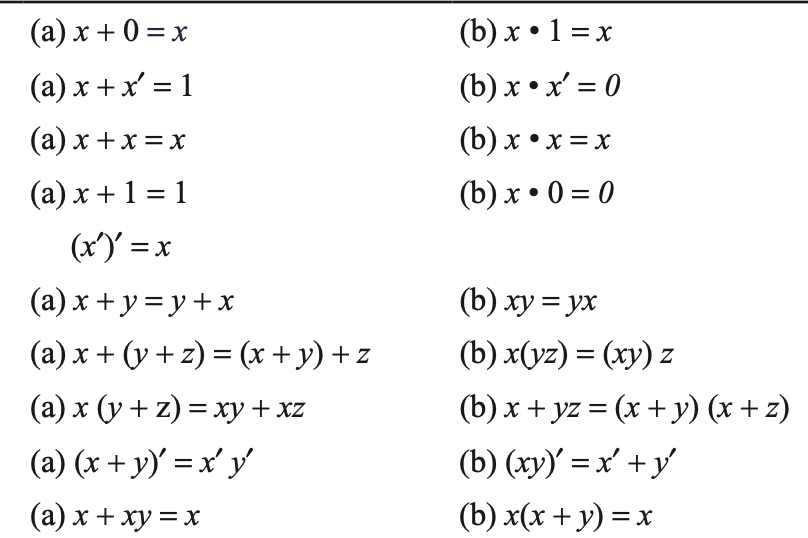 (a) x + 0 = x (b) x • 1 = x
(a) x + x′ = 1 (b) x • x′ = 0
(a) x + x = x (b) x • x = x
(a) x + 1 = 1 (b) x • 0 = 0
(x′)′ = x
(a) x + y = y + x (b) xy = yx
(a) x + (y + z) = (x + y) + z (b) x(yz) = (xy) z
(a) x (y + z) = xy + xz (b) x + yz = (x + y) (x + z)
(a) (x + y)′ = x′ y′ (b) (xy)′ = x′ + y′
(a) x + xy = x (b) x(x + y) = x